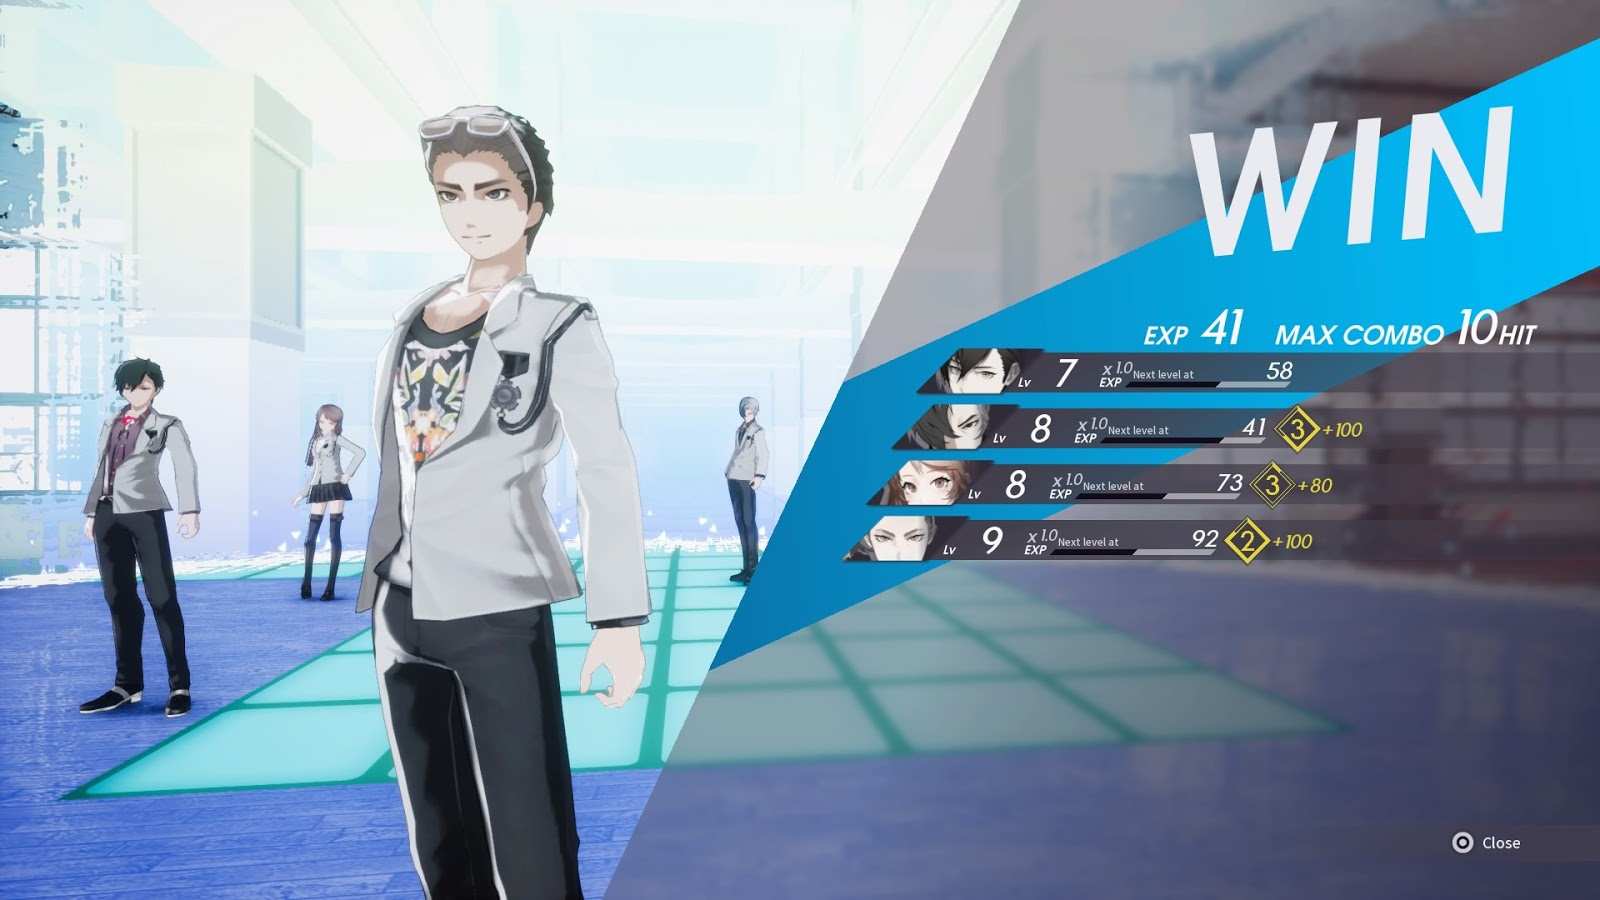 WIN
EXP 41 MAX COMBO 10 HIT
Lv 7 x 1.0 EXP Next level at 58
Lv 8 x 1.0 EXP Next level at 41 3 +100
Lv 8 x 1.0 EXP Next level at 73 3 +80
Lv 9 x 1.0 EXP Next level at 92 2 +100
Close